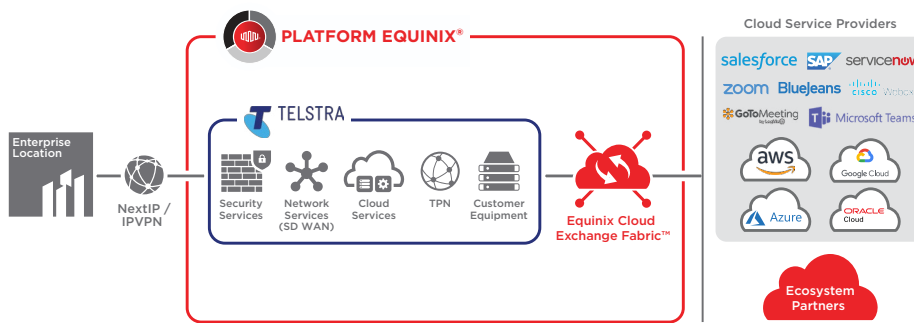 Cloud Service Providers
PLATFORM EQUINIX®
salesforce SAP servicenow
zoom BlueJeans cisco Webex
TELSTRA
GoToMeeting
by LogMeIn
Microsoft Teams
Enterprise
Location
aws
Google Cloud
NextIP /
IPVPN
Security
Services
Network
Services
(SD WAN)
Cloud
Services
TPN
Customer
Equipment
Equinix Cloud
Exchange Fabric™
Azure
ORACLE
Cloud
Ecosystem
Partners